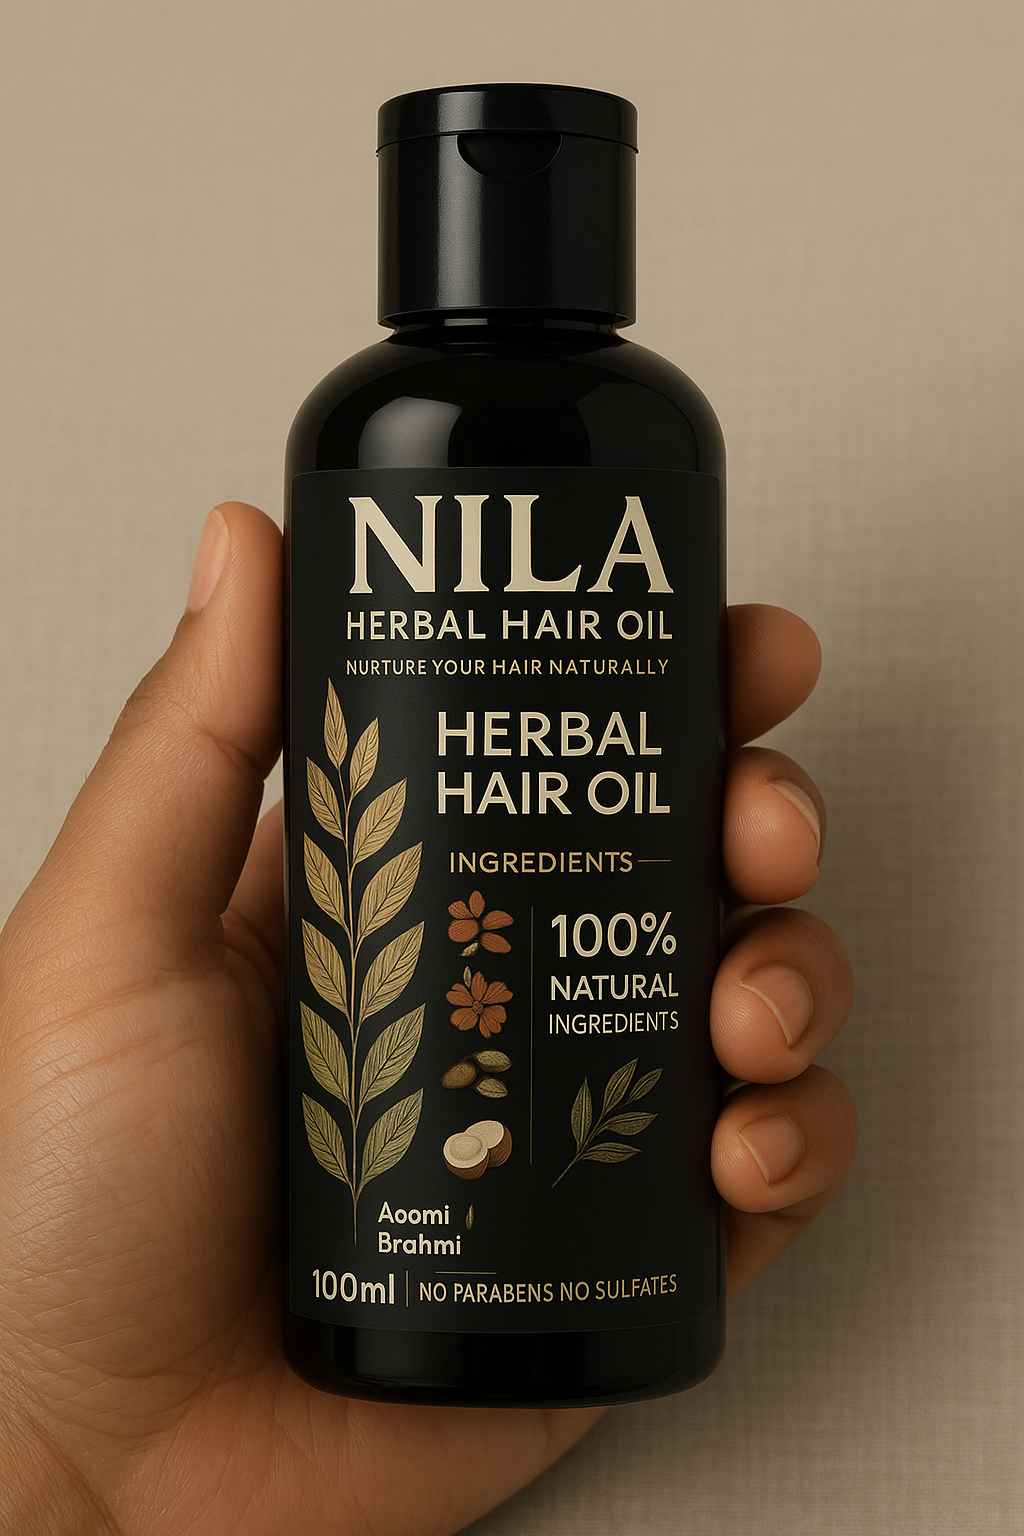 NILA
HERBAL HAIR OIL
NURTURE YOUR HAIR NATURALLY
HERBAL
HAIR OIL
INGREDIENTS
100%
NATURAL
INGREDIENTS
Aoomi
Brahmi
100ml
NO PARABENS NO SULFATES